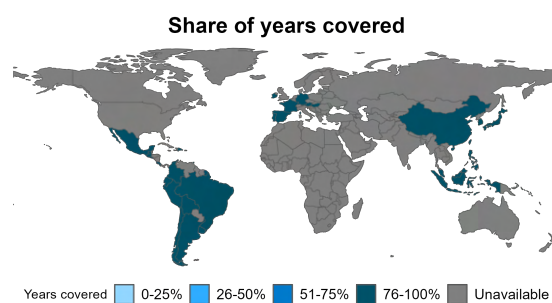 Share of years covered
Years covered 0-25% 26-50% 51-75% 76-100% Unavailable